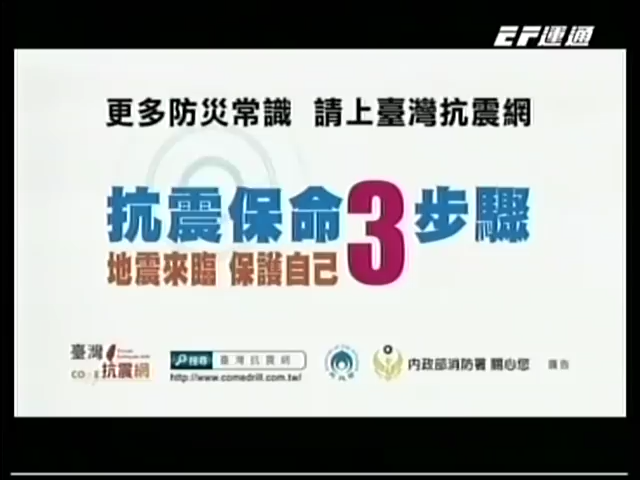 EF運通
更多防災常識 請上臺灣抗震網
抗震保命3步驟
地震來臨 保護自己
臺灣
抗震網
搜尋 臺灣抗震網
http://www.comedrill.com.tw/
內政部消防署 關心您 廣告